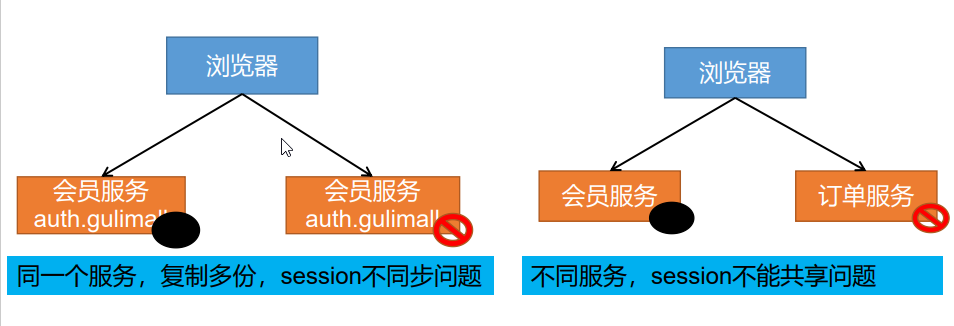 浏览器
会员服务
auth.gulimall
会员服务
auth.gulimall
同一个服务，复制多份，session不同步问题
浏览器
会员服务
订单服务
不同服务，session不能共享问题